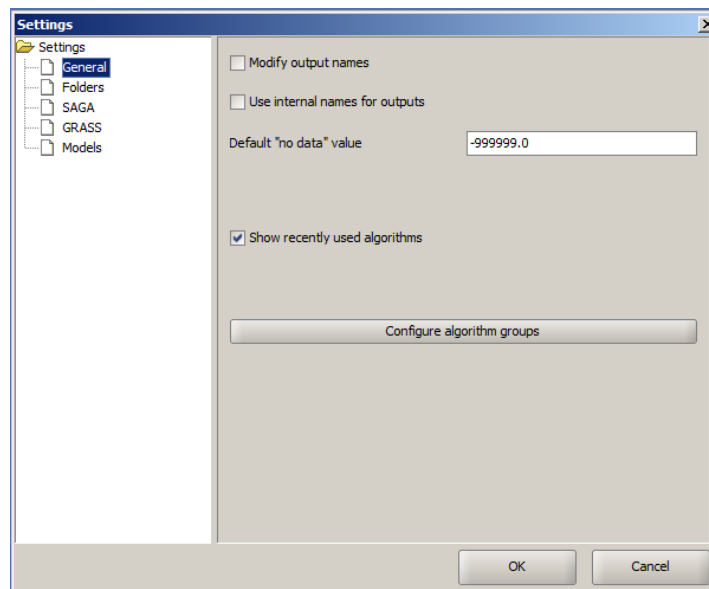 Settings
Settings
General
Folders
SAGA
GRASS
Models
Modify output names
Use internal names for outputs
Default "no data" value
-999999.0
Show recently used algorithms
Configure algorithm groups
OK
Cancel